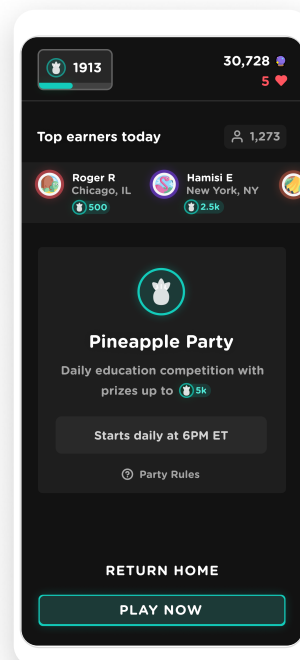 1913
30,728
5
Top earners today
1,273
Roger R
Chicago, IL
500
Hamisi E
New York, NY
2.5k
Pineapple Party
Daily education competition with
prizes up to 5k
Starts daily at 6PM ET
Party Rules
RETURN HOME
PLAY NOW